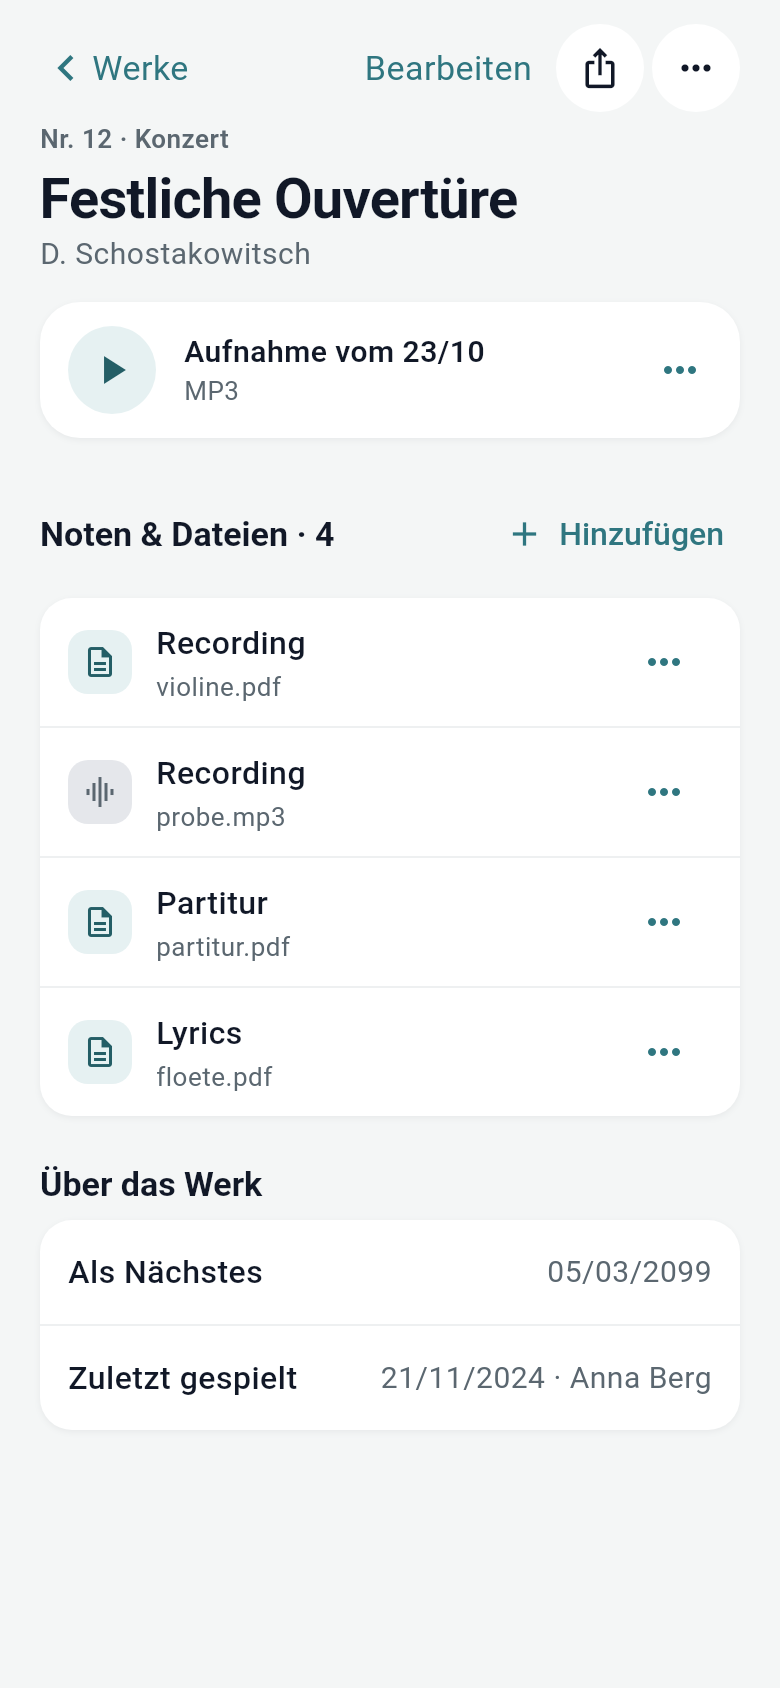 Werke
Bearbeiten
Nr. 12 · Konzert
Festliche Ouvertüre
D. Schostakowitsch
Aufnahme vom 23/10
MP3
Noten & Dateien · 4
Hinzufügen
Recording
violine.pdf
Recording
probe.mp3
Partitur
partitur.pdf
Lyrics
floete.pdf
Über das Werk
Als Nächstes 05/03/2099
Zuletzt gespielt 21/11/2024 · Anna Berg